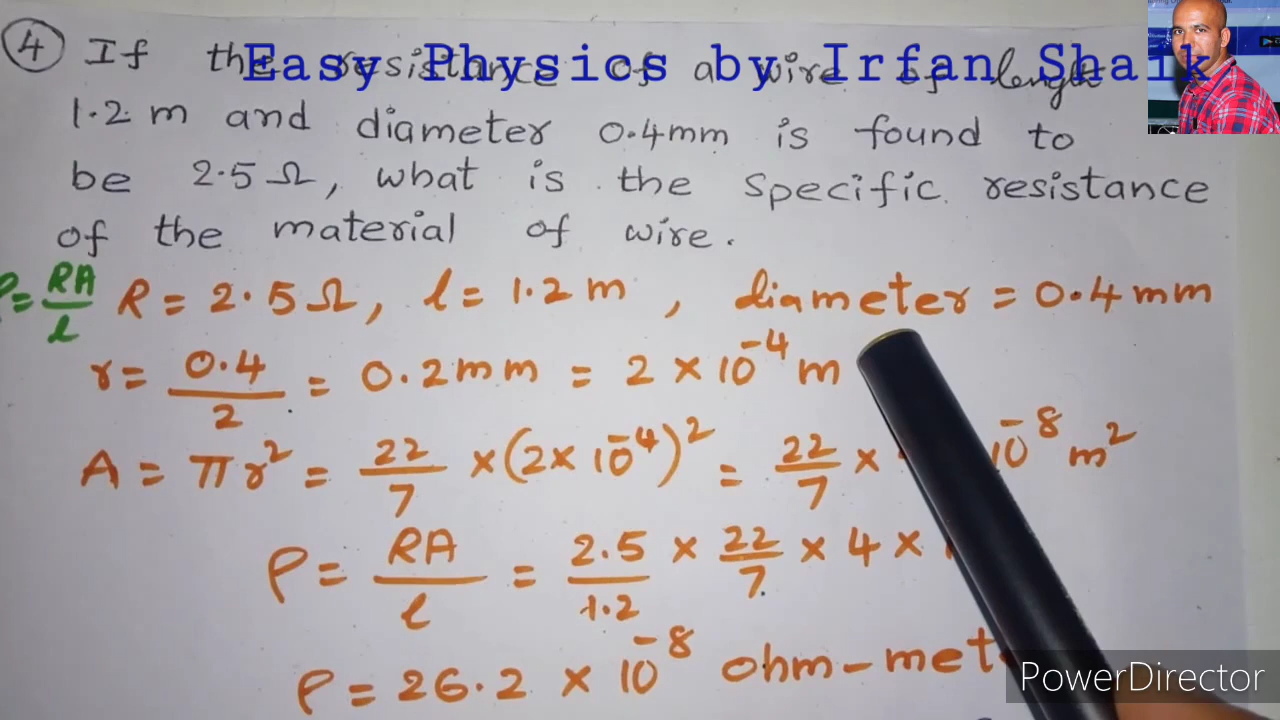 Easy Physics by Irfan Shaik
④ If the resistance of a wire of length
1.2 m and diameter 0.4mm is found to
be 2.5 Ω, what is the specific resistance
of the material of wire.
ρ = RA/l R = 2.5 Ω, l = 1.2 m, diameter = 0.4 mm
r = 0.4/2 = 0.2 mm = 2 × 10⁻⁴ m
A = πr² = 22/7 × (2 × 10⁻⁴)² = 22/7 × 10⁻⁸ m²
ρ = RA/l = 2.5/1.2 × 22/7 × 4 ×
ρ = 26.2 × 10⁻⁸ ohm-met
PowerDirector